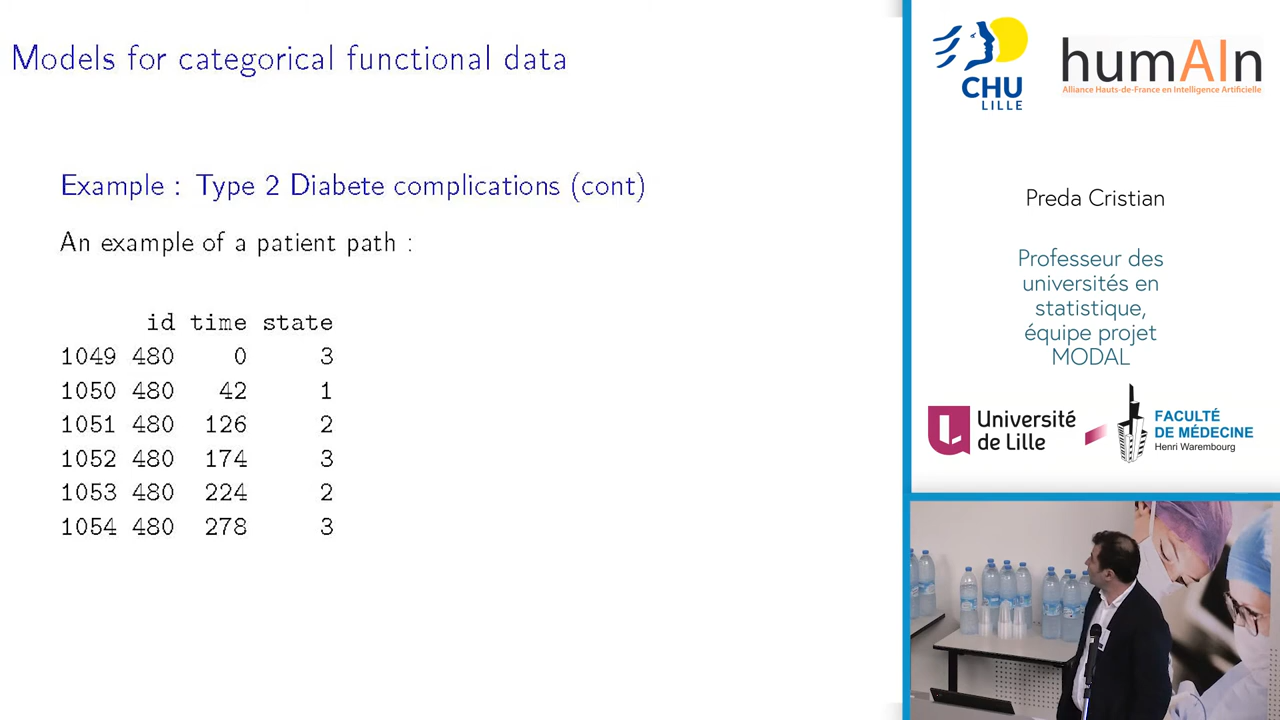 Models for categorical functional data
Example : Type 2 Diabete complications (cont)
An example of a patient path :
id time state
1049 480 0 3
1050 480 42 1
1051 480 126 2
1052 480 174 3
1053 480 224 2
1054 480 278 3
CHU
LILLE
humAIn
Alliance Hauts-de-France en Intelligence Artificielle
Preda Cristian
Professeur des
universités en
statistique,
équipe projet
MODAL
Université
de Lille
FACULTÉ
DE MÉDECINE
Henri Warembourg